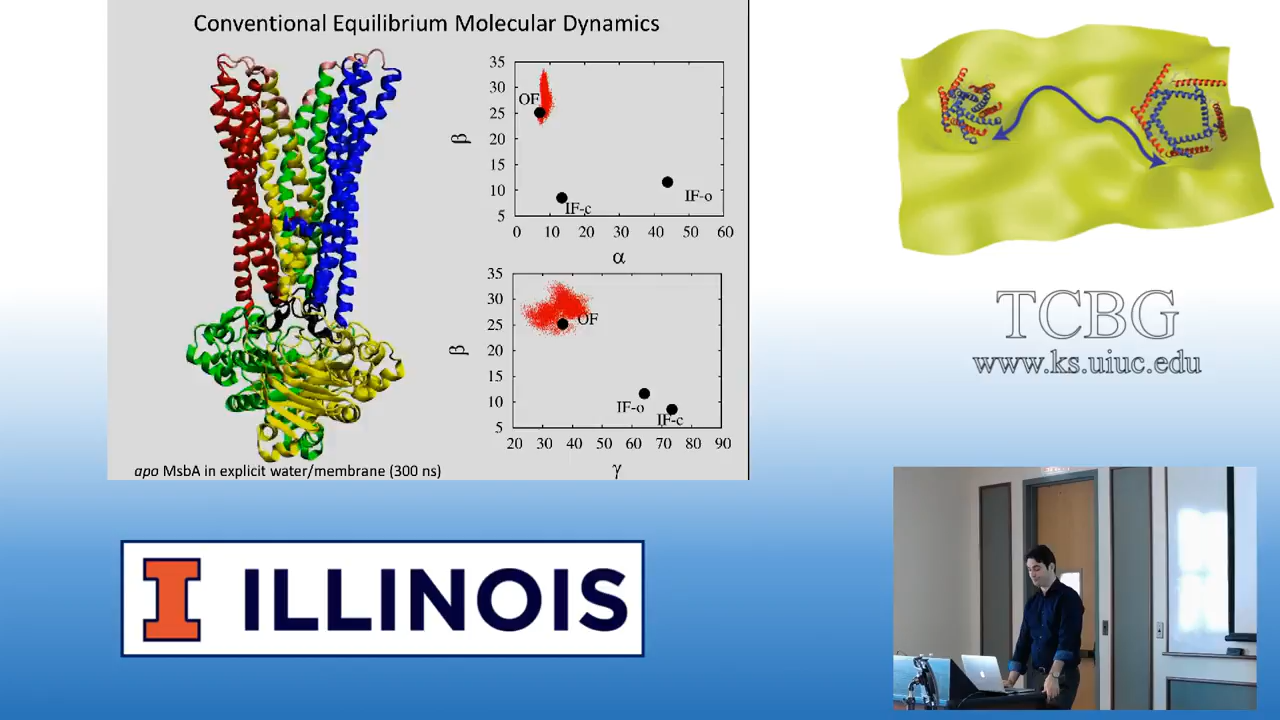 Conventional Equilibrium Molecular Dynamics
35
30
25
20
15
10
5
β
OF
IF-c
IF-o
0 10 20 30 40 50 60
α
35
30
25
20
15
10
5
β
OF
IF-o
IF-c
20 30 40 50 60 70 80 90
γ
apo MsbA in explicit water/membrane (300 ns)
TCBG
www.ks.uiuc.edu
I ILLINOIS